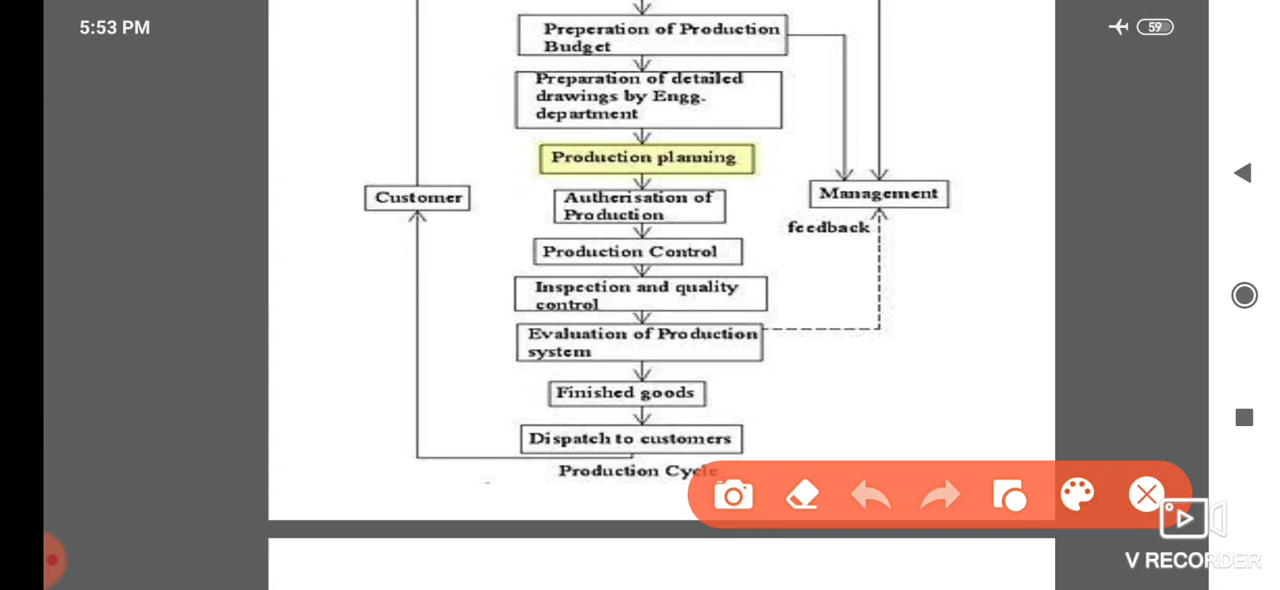 5:53 PM
59
Preperation of Production
Budget
Preparation of detailed
drawings by Engg.
department
Production planning
Customer
Autherisation of
Production
Management
feedback
Production Control
Inspection and quality
control
Evaluation of Production
system
Finished goods
Dispatch to customers
Production Cycle
V RECORDER